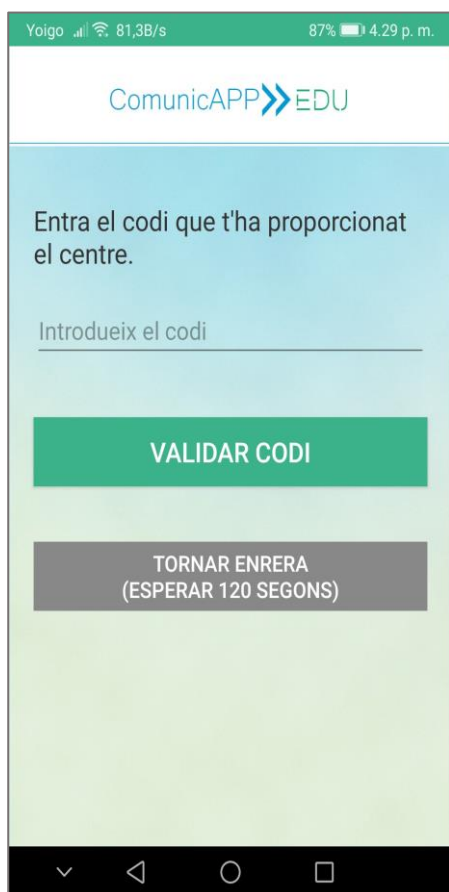 Yoigo 81,3B/s 87% 4.29 p. m.
ComunicAPP EDU
Entra el codi que t'ha proporcionat
el centre.
Introdueix el codi
VALIDAR CODI
TORNAR ENRERA
(ESPERAR 120 SEGONS)